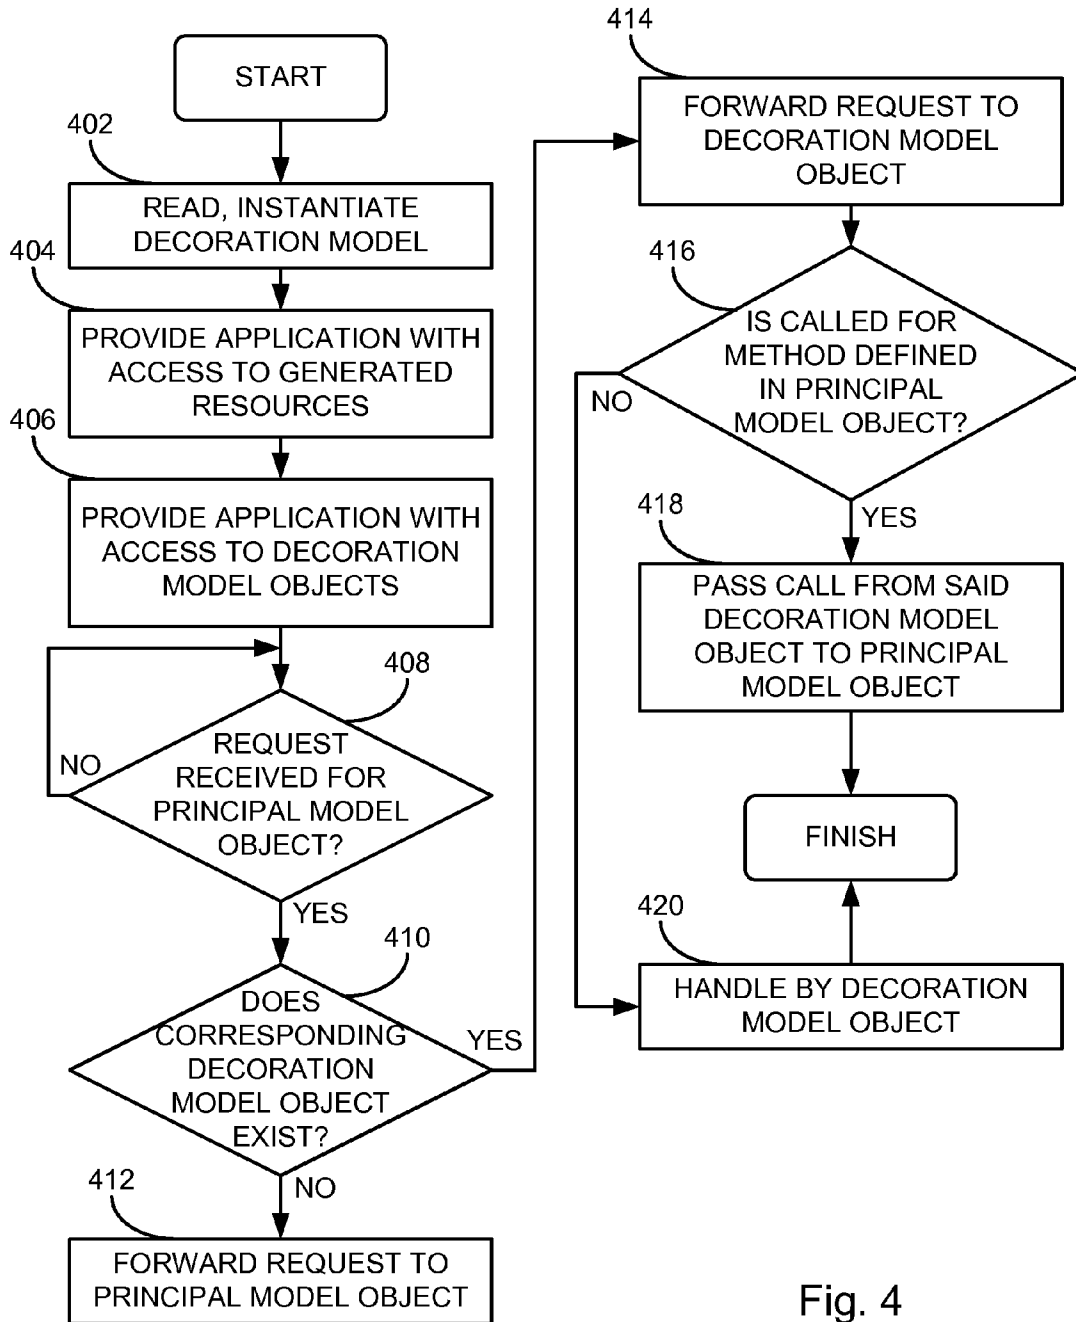 START
402
READ, INSTANTIATE
DECORATION MODEL
404
PROVIDE APPLICATION WITH
ACCESS TO GENERATED
RESOURCES
406
PROVIDE APPLICATION WITH
ACCESS TO DECORATION
MODEL OBJECTS
408
REQUEST
RECEIVED FOR
PRINCIPAL MODEL
OBJECT?
NO
YES
410
DOES
CORRESPONDING
DECORATION
MODEL OBJECT
EXIST?
YES
NO
412
FORWARD REQUEST TO
PRINCIPAL MODEL OBJECT
414
FORWARD REQUEST TO
DECORATION MODEL
OBJECT
416
IS CALLED FOR
METHOD DEFINED
IN PRINCIPAL
MODEL OBJECT?
NO
YES
418
PASS CALL FROM SAID
DECORATION MODEL
OBJECT TO PRINCIPAL
MODEL OBJECT
FINISH
420
HANDLE BY DECORATION
MODEL OBJECT
Fig. 4